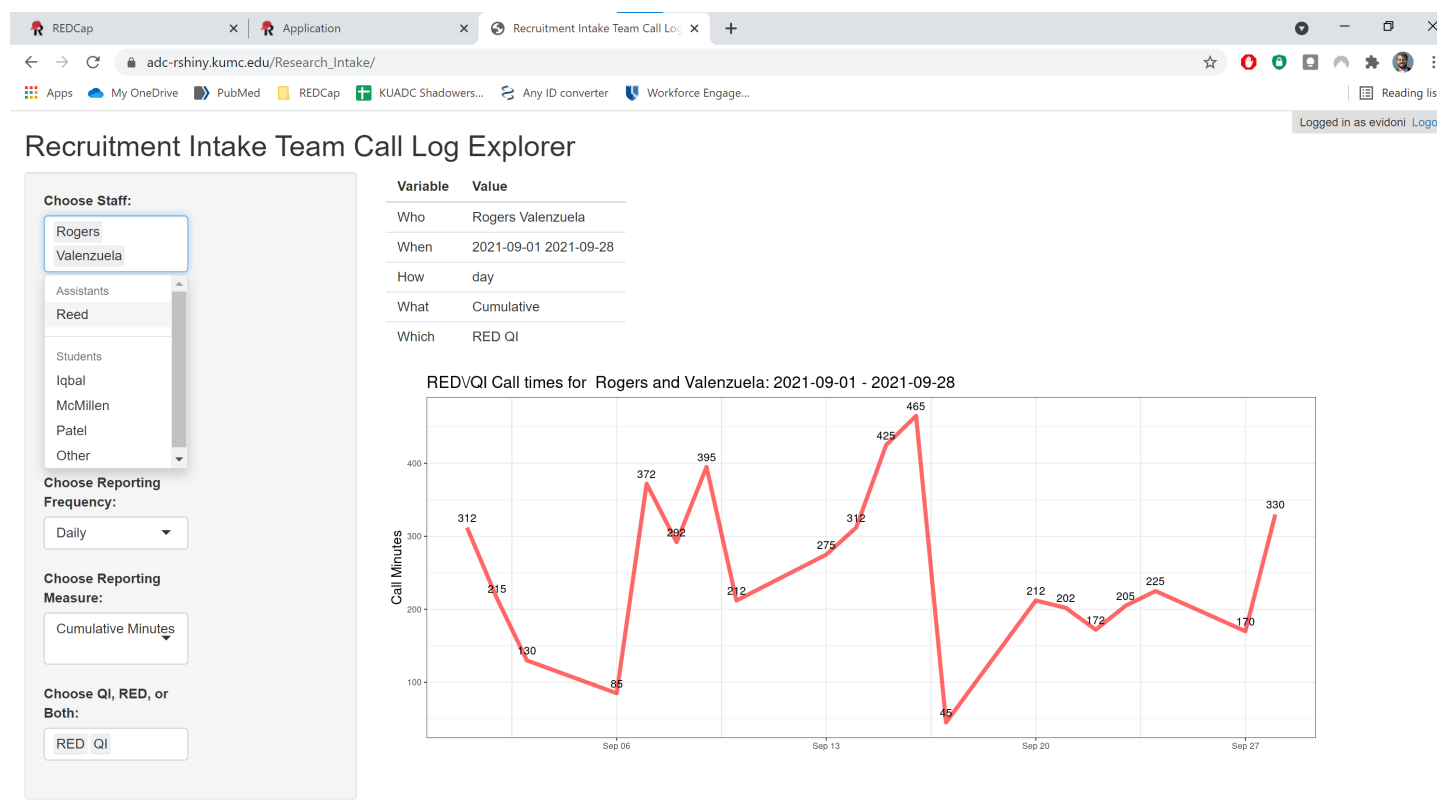 REDCap
Application
Recruitment Intake Team Call Log
adc-rshiny.kumc.edu/Research_Intake/
Apps
My OneDrive
PubMed
REDCap
KUADC Shadowers...
Any ID converter
Workforce Engage...
Reading lis
Logged in as evidoni Logo
Recruitment Intake Team Call Log Explorer
Choose Staff:
Rogers
Valenzuela
Assistants
Reed
Students
Iqbal
McMillen
Patel
Other
Choose Reporting
Frequency:
Daily
Choose Reporting
Measure:
Cumulative Minutes
Choose QI, RED, or
Both:
RED QI
Variable Value
Who Rogers Valenzuela
When 2021-09-01 2021-09-28
How day
What Cumulative
Which RED QI
RED\/QI Call times for Rogers and Valenzuela: 2021-09-01 - 2021-09-28
Call Minutes
400
300
200
100
312
215
130
85
372
292
395
212
275
312
425
465
45
212
202
172
205
225
170
330
Sep 06
Sep 13
Sep 20
Sep 27